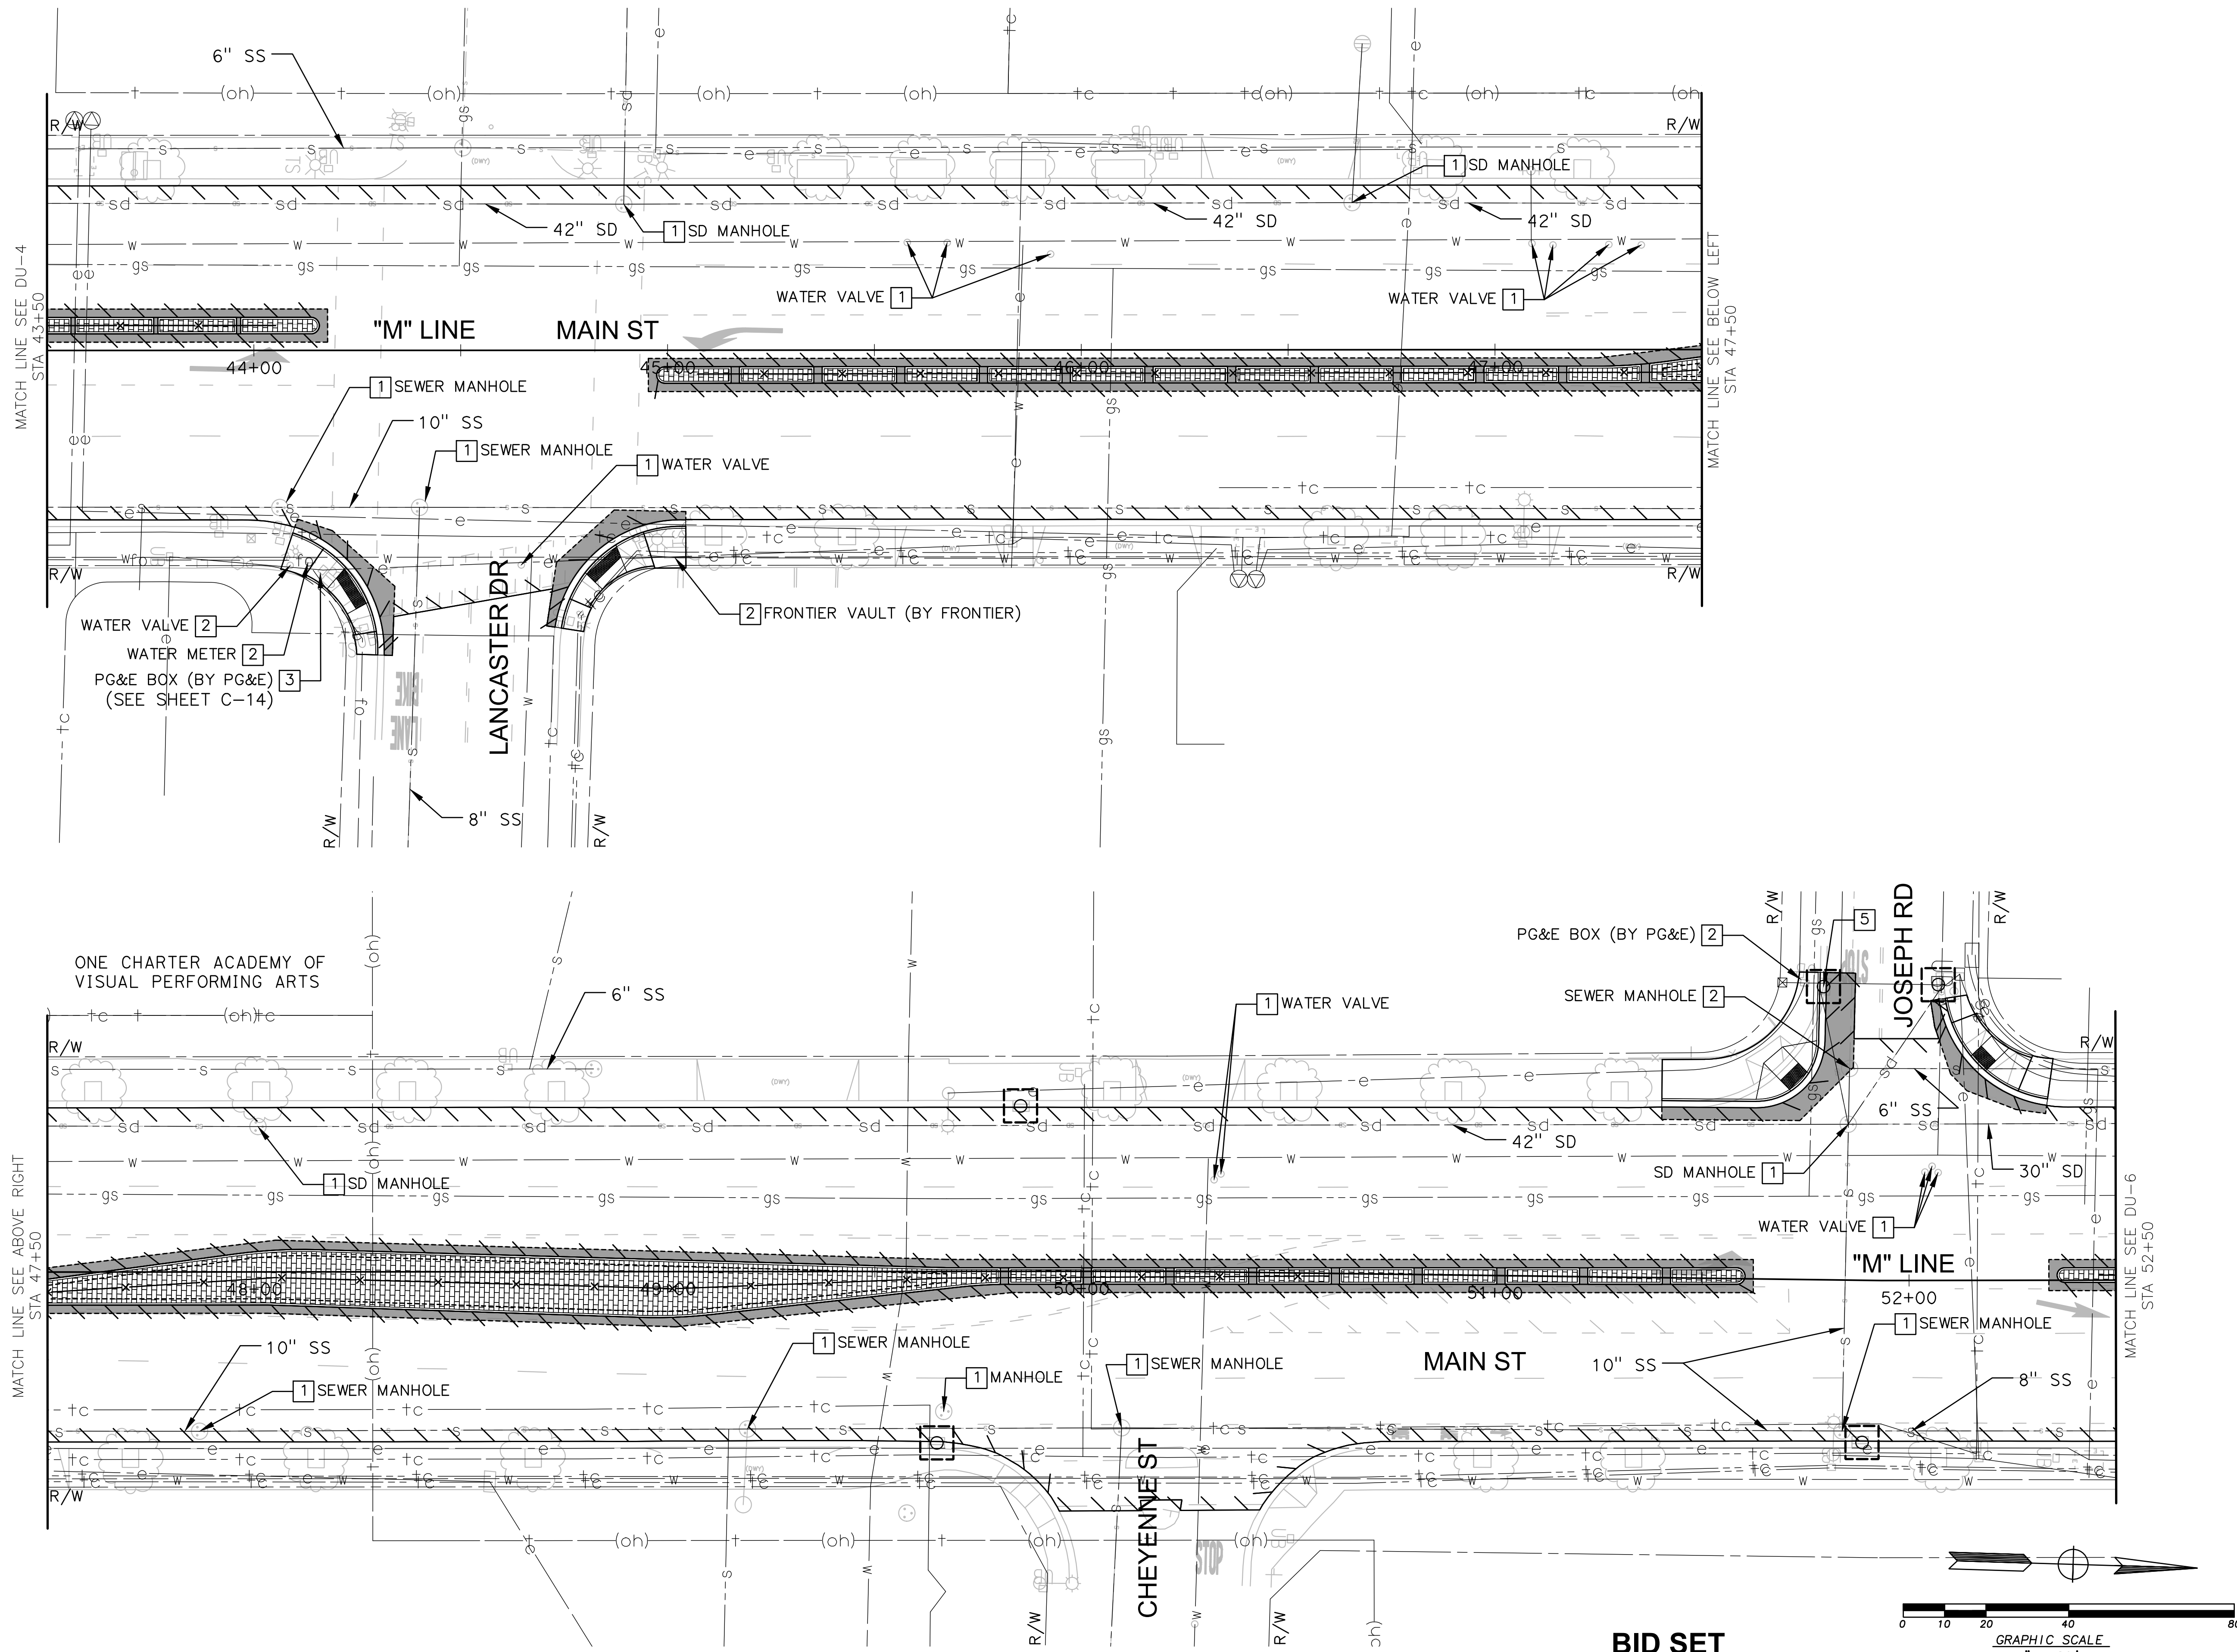 6" SS
R/W
R/W
1 SD MANHOLE
42" SD
1 SD MANHOLE
42" SD
42" SD
WATER VALVE 1
WATER VALVE 1
MATCH LINE SEE DU-4
STA 43+50
MATCH LINE SEE BELOW LEFT
STA 47+50
"M" LINE
MAIN ST
44+00
45+00
46+00
47+00
1 SEWER MANHOLE
10" SS
1 SEWER MANHOLE
1 WATER VALVE
R/W
R/W
WATER VALVE 2
WATER METER 2
PG&E BOX (BY PG&E) 3
(SEE SHEET C-14)
2 FRONTIER VAULT (BY FRONTIER)
BIKE
LANE
LANCASTER DR
8" SS
R/W
R/W
ONE CHARTER ACADEMY OF
VISUAL PERFORMING ARTS
6" SS
R/W
1 WATER VALVE
PG&E BOX (BY PG&E) 2
SEWER MANHOLE 2
5
R/W
R/W
JOSEPH RD
STOP
R/W
6" SS
42" SD
30" SD
1 SD MANHOLE
SD MANHOLE 1
WATER VALVE 1
MATCH LINE SEE ABOVE RIGHT
STA 47+50
MATCH LINE SEE DU-6
STA 52+50
"M" LINE
48+00
49+00
50+00
51+00
52+00
10" SS
1 SEWER MANHOLE
1 SEWER MANHOLE
1 MANHOLE
1 SEWER MANHOLE
MAIN ST
10" SS
1 SEWER MANHOLE
8" SS
R/W
CHEYENNE ST
STOP
R/W
R/W
BID SET
0 10 20 40 80
GRAPHIC SCALE